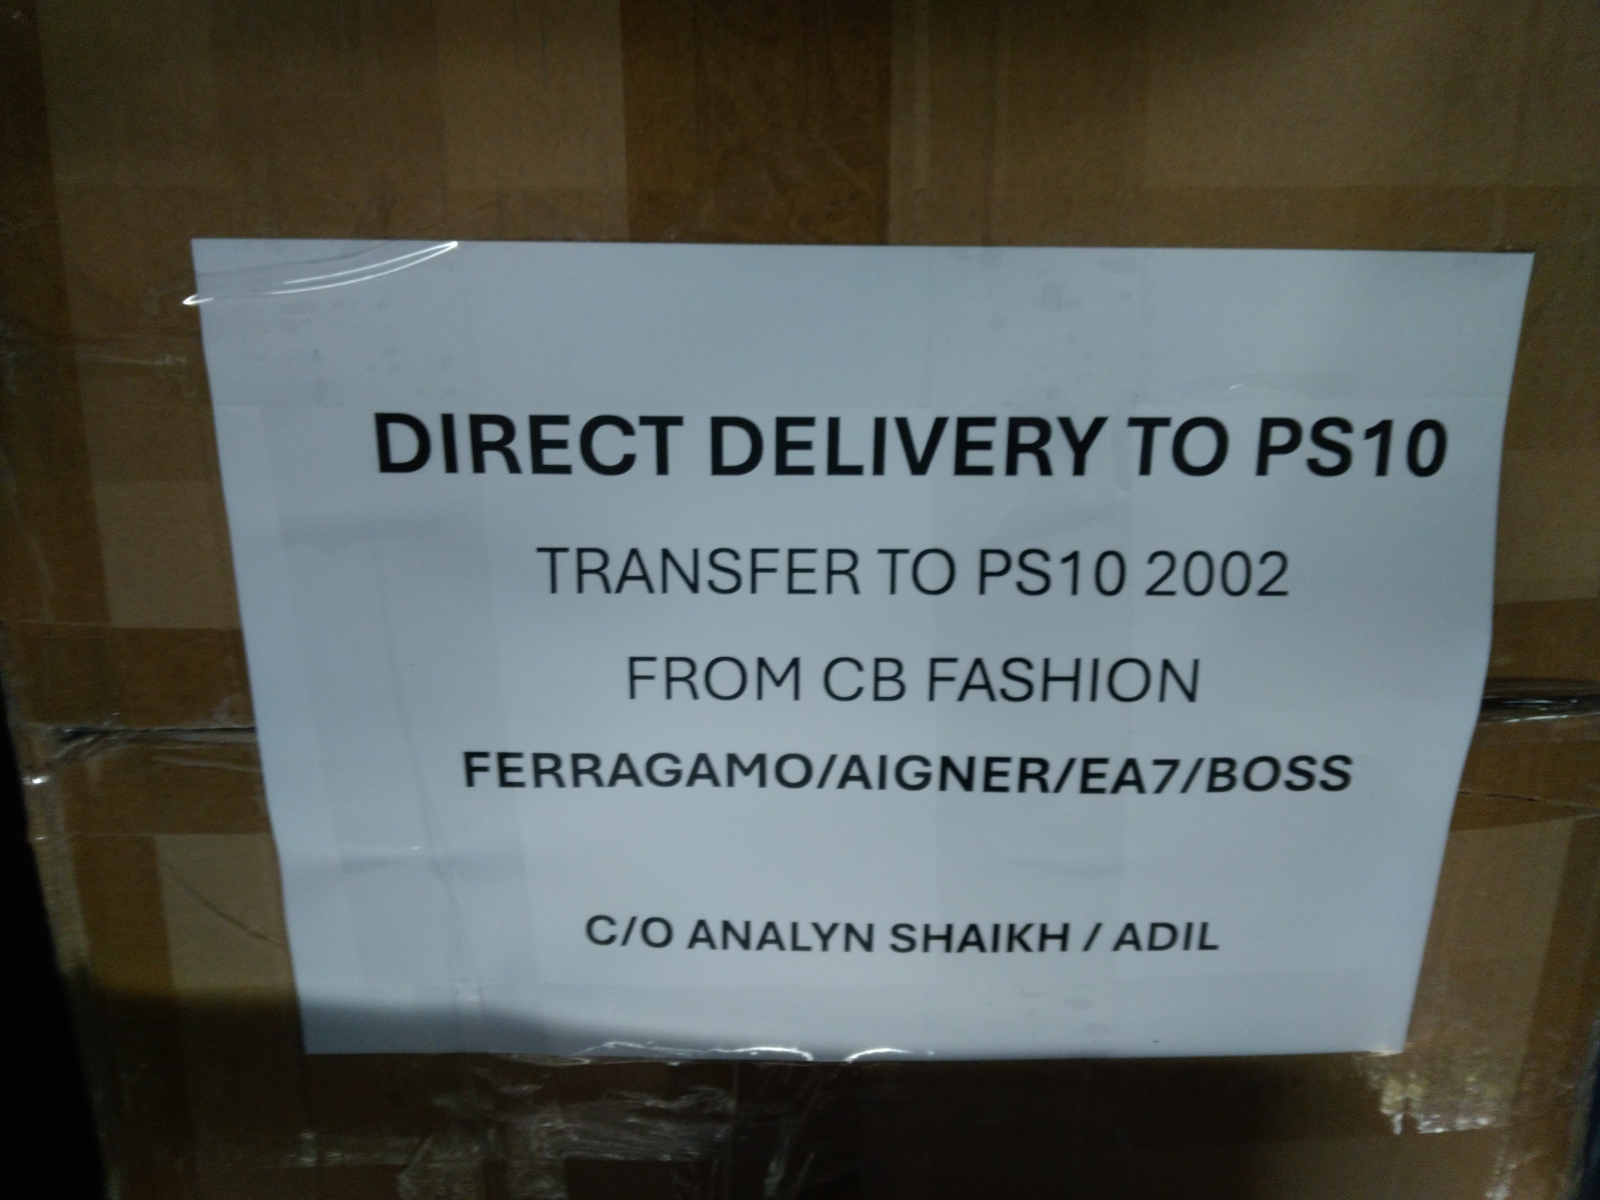 DIRECT DELIVERY TO PS10
TRANSFER TO PS10 2002
FROM CB FASHION
FERRAGAMO/AIGNER/EA7/BOSS
C/O ANALYN SHAIKH / ADIL